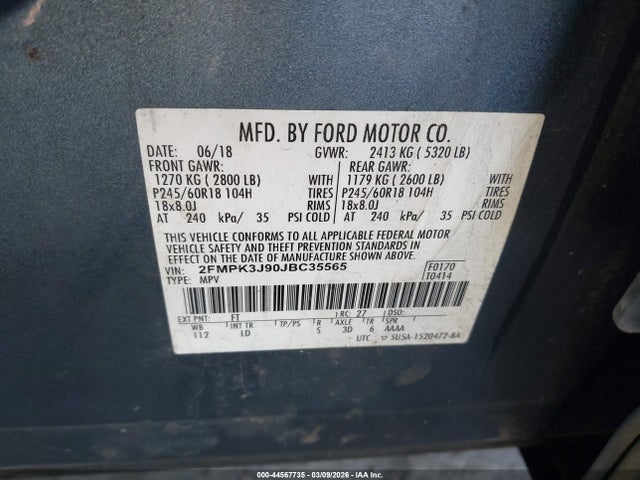 MFD. BY FORD MOTOR CO.
DATE: 06/18 GVWR: 2413 KG ( 5320 LB)
FRONT GAWR: REAR GAWR:
1270 KG ( 2800 LB) WITH 1179 KG ( 2600 LB) WITH
P245/60R18 104H TIRES P245/60R18 104H TIRES
18x8.0J RIMS 18x8.0J RIMS
AT 240 kPa/ 35 PSI COLD AT 240 kPa/ 35 PSI COLD
THIS VEHICLE CONFORMS TO ALL APPLICABLE FEDERAL MOTOR
VEHICLE SAFETY AND THEFT PREVENTION STANDARDS IN EFFECT ON
THE DATE OF MANUFACTURE SHOWN ABOVE.
VIN: 2FMPK3J90JBC35565 F0170
TYPE: MPV T0414
EXT PNT: FT RC: 27 DSO:
WB INT TR TP/PS R AXLE TR SPR
112 LD S 3D 6 AAAA
UTC ▽ 5USA-1520472-BA
000-44567735 - 03/09/2026 - IAA